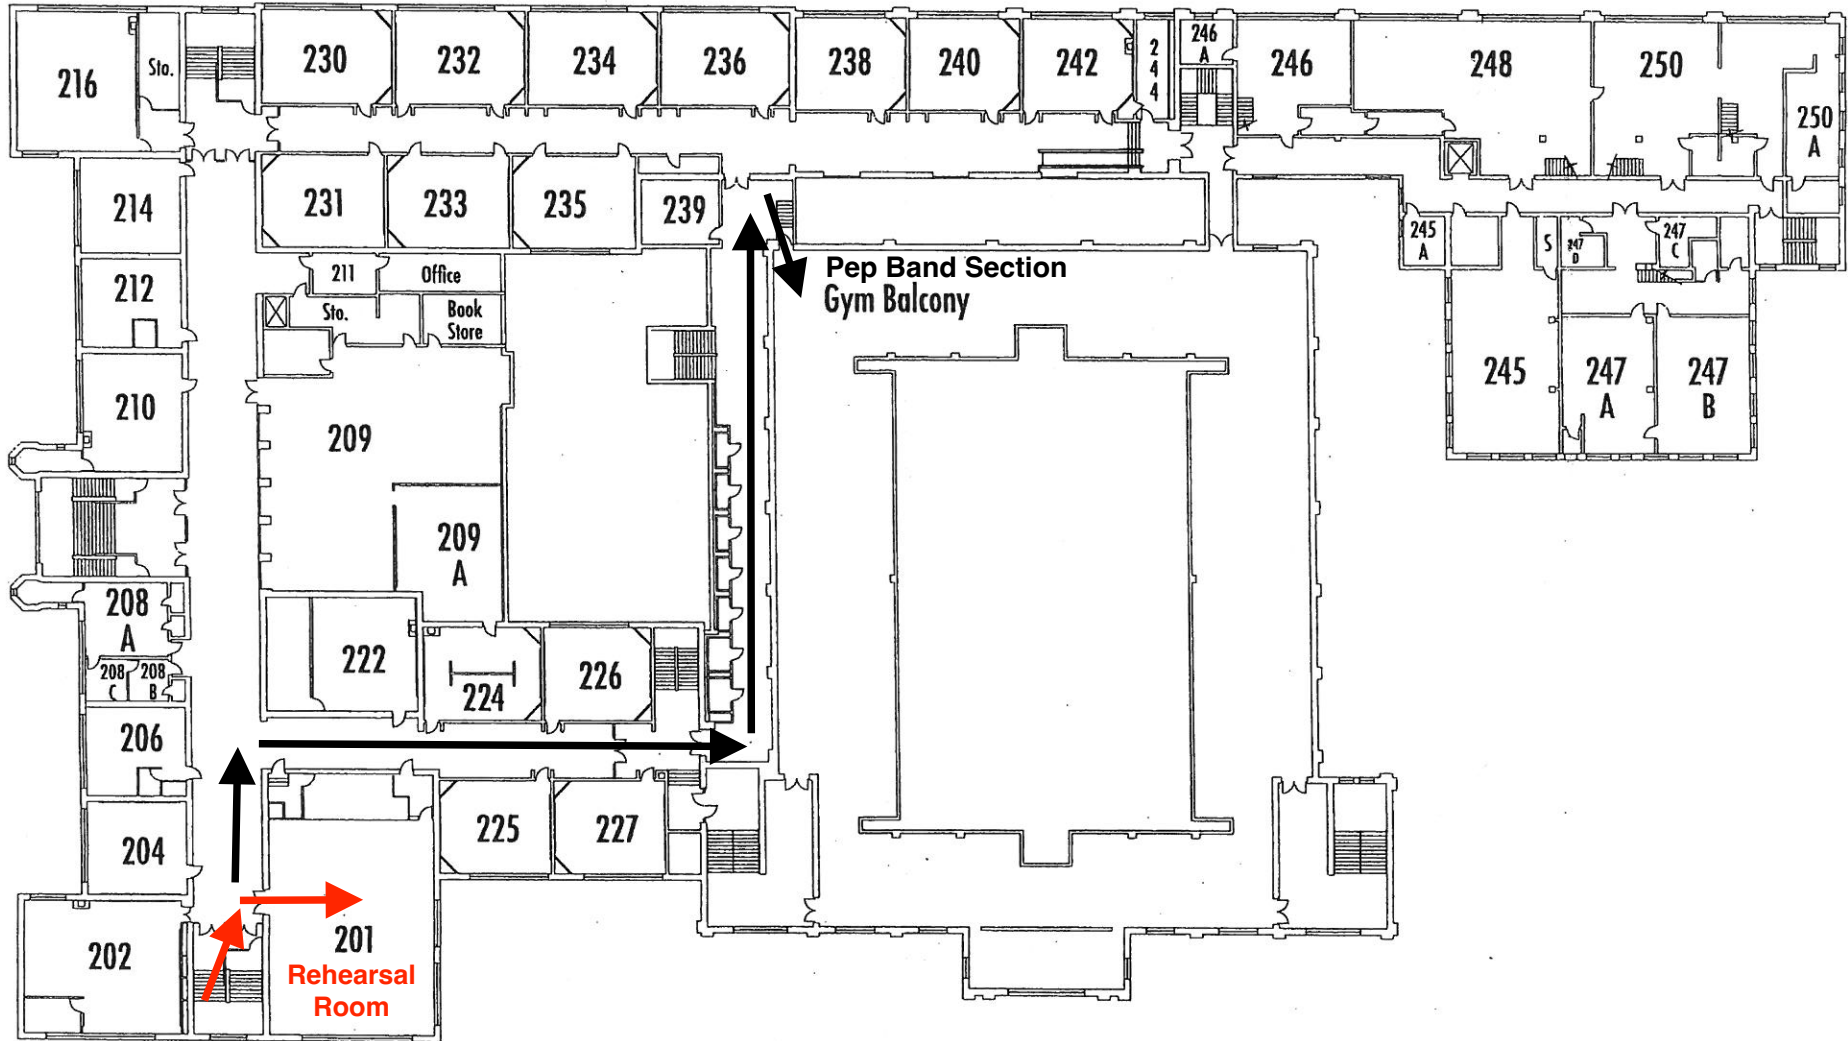 216
Sto.
230
232
234
236
238
240
242
2
4
4
246
A
246
248
250
250
A
214
231
233
235
239
245
A
S
247
D
247
C
212
211
Office
Sto.
Book
Store
Pep Band Section
Gym Balcony
210
209
245
247
A
247
B
209
A
208
A
208
C
208
B
222
224
226
206
204
225
227
202
201
Rehearsal
Room